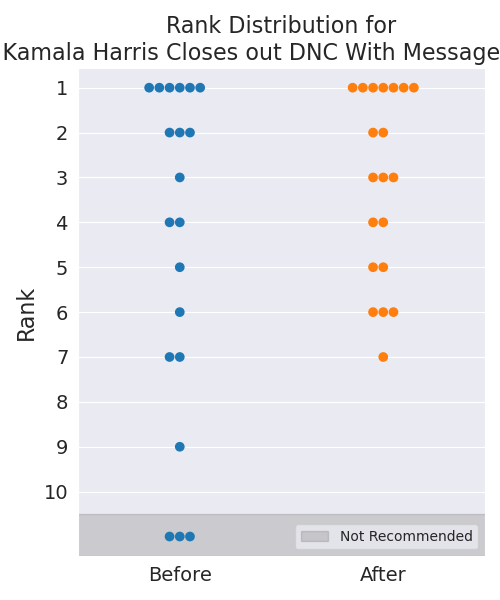 Rank Distribution for
Kamala Harris Closes out DNC With Message
1
2
3
4
5
6
7
8
9
10
Rank
Not Recommended
Before After